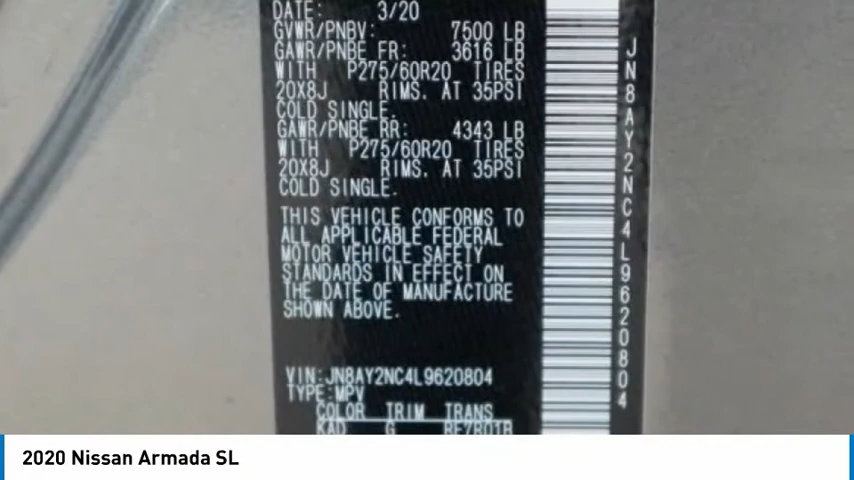 DATE: 3/20
GVWR/PNBV: 7500 LB
GAWR/PNBE FR: 3616 LB
WITH P275/60R20 TIRES
20X8J RIMS. AT 35PSI
COLD SINGLE.
GAWR/PNBE RR: 4343 LB
WITH P275/60R20 TIRES
20X8J RIMS. AT 35PSI
COLD SINGLE.
THIS VEHICLE CONFORMS TO
ALL APPLICABLE FEDERAL
MOTOR VEHICLE SAFETY
STANDARDS IN EFFECT ON
THE DATE OF MANUFACTURE
SHOWN ABOVE.
VIN:JN8AY2NC4L9620804
TYPE:MPV
COLOR TRIM TRANS
KAD G RE7R01B
JN8AY2NC4L9620804
2020 Nissan Armada SL